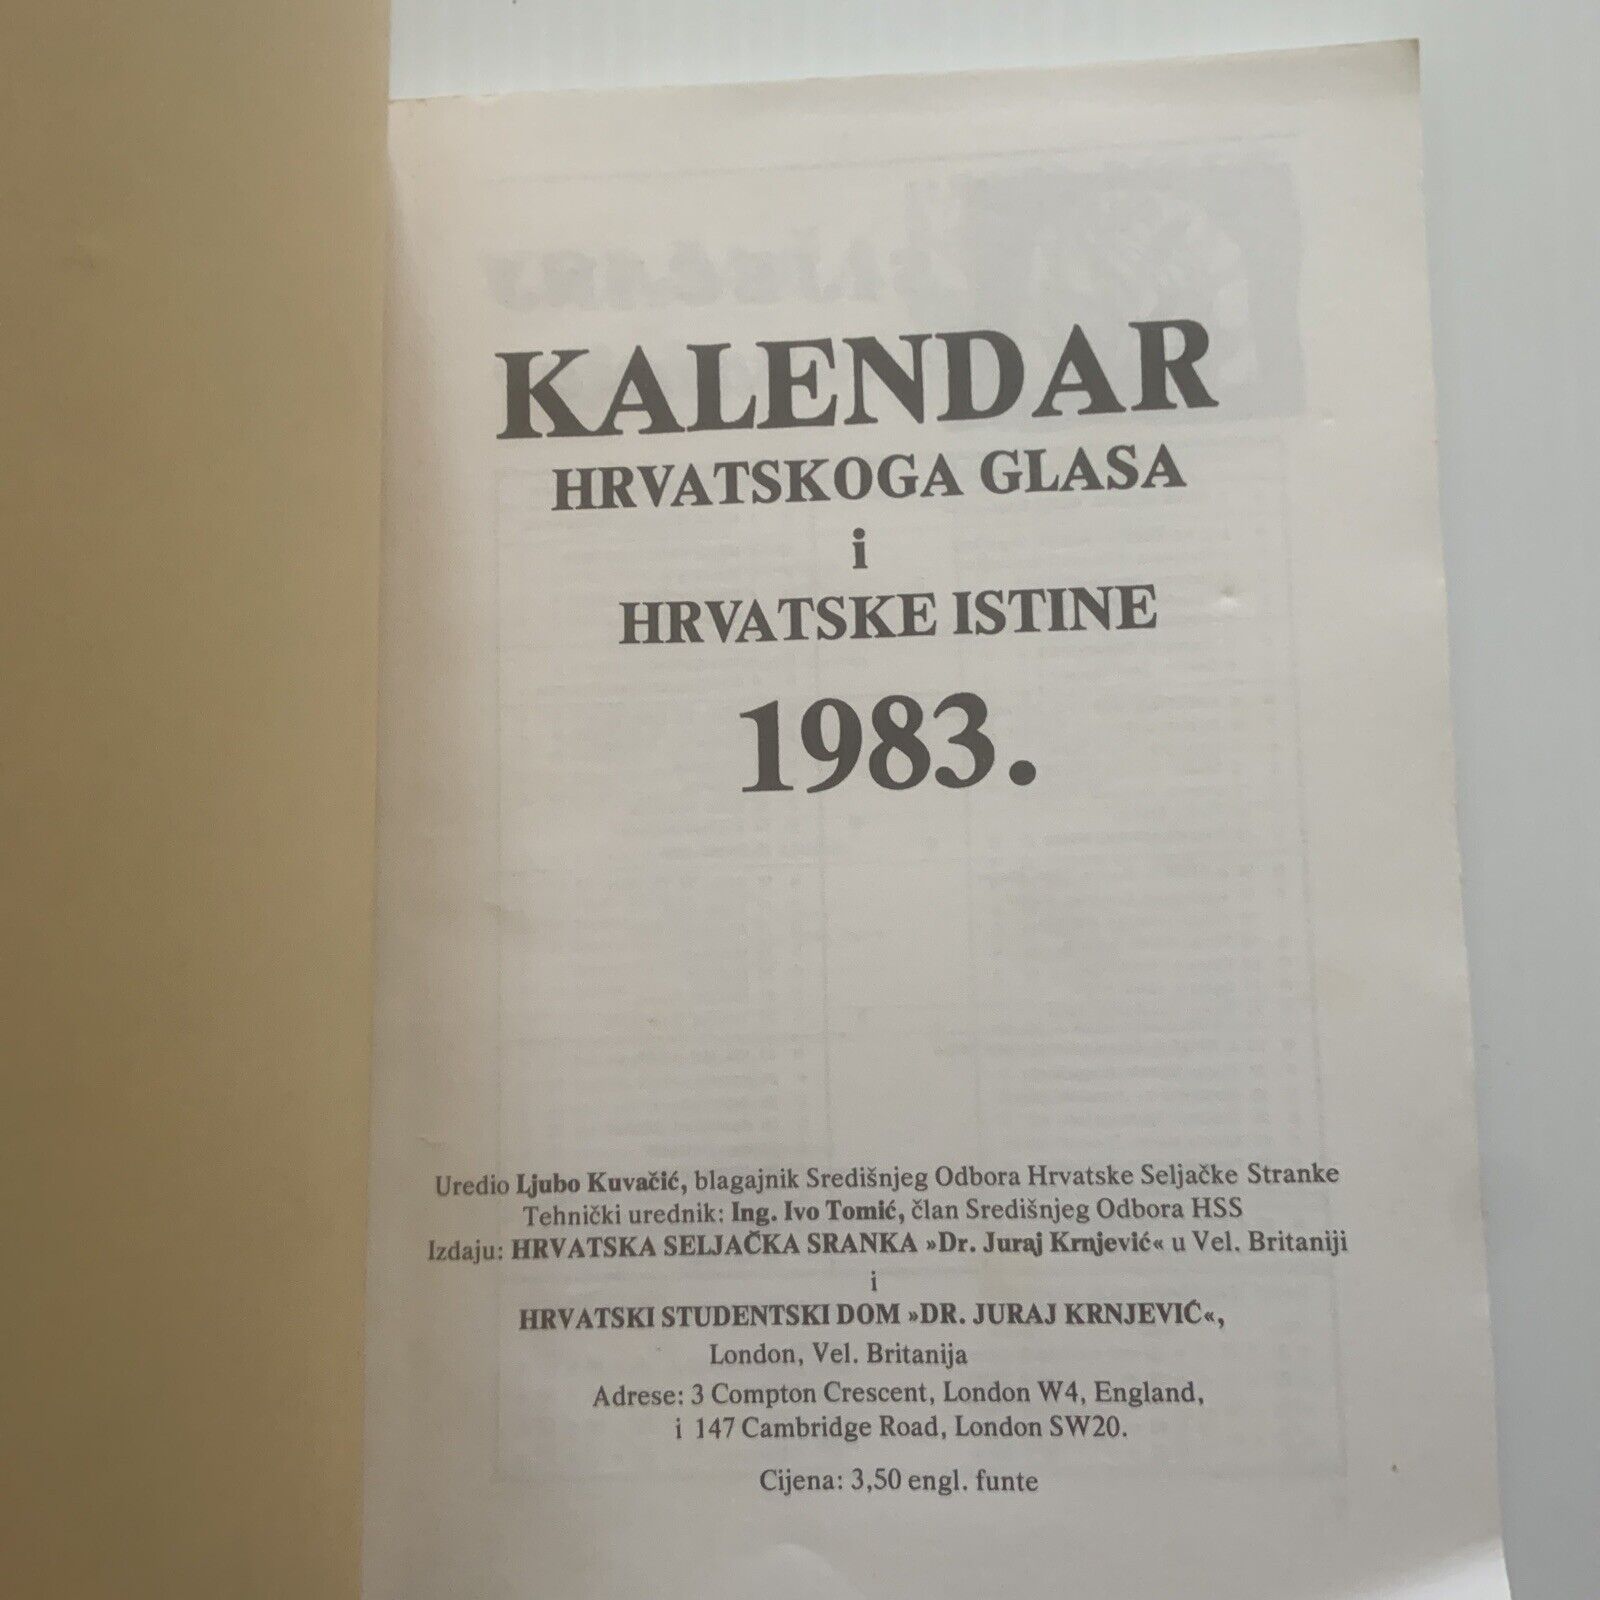 KALENDAR
HRVATSKOGA GLASA
i
HRVATSKE ISTINE
1983.
Uredio Ljubo Kuvačić, blagajnik Središnjeg Odbora Hrvatske Seljačke Stranke
Tehnički urednik: Ing. Ivo Tomić, član Središnjeg Odbora HSS
Izdaju: HRVATSKA SELJAČKA SRANKA »Dr. Juraj Krnjević« u Vel. Britaniji
i
HRVATSKI STUDENTSKI DOM »DR. JURAJ KRNJEVIĆ«,
London, Vel. Britanija
Adrese: 3 Compton Crescent, London W4, England,
i 147 Cambridge Road, London SW20.
Cijena: 3,50 engl. funte